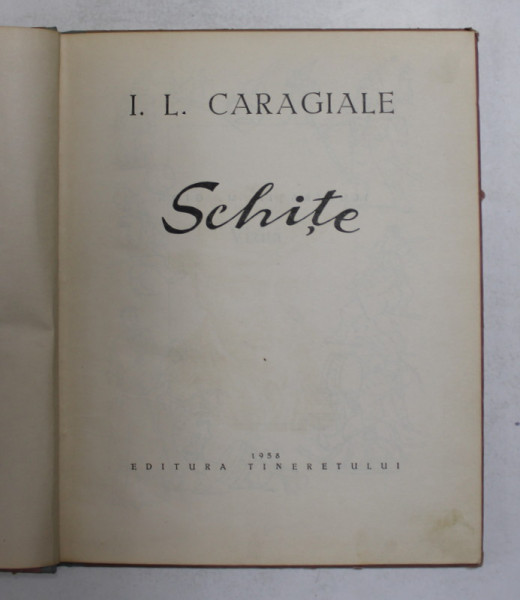 I. L. CARAGIALE
Schițe
1958
EDITURA TINERETULUI